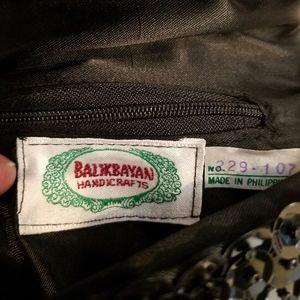 BALIKBAYAN
HANDICRAFTS
NO. 229-107
MADE IN PHILIPP